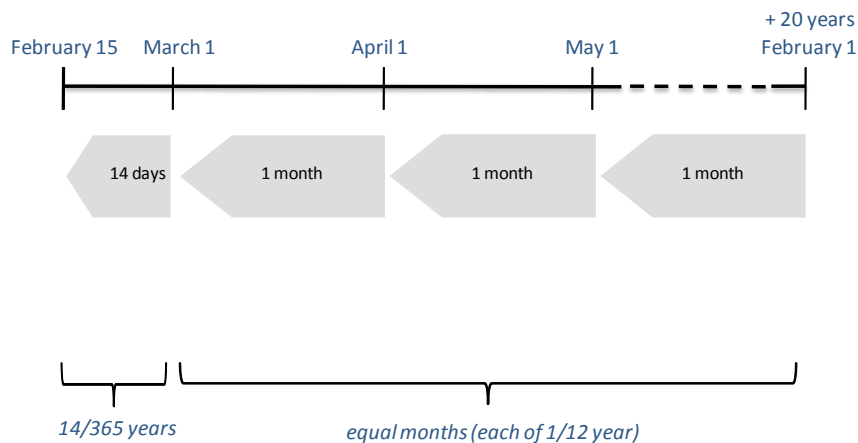 + 20 years
February 15 March 1 April 1 May 1 February 1
14 days 1 month 1 month 1 month
14/365 years equal months (each of 1/12 year)